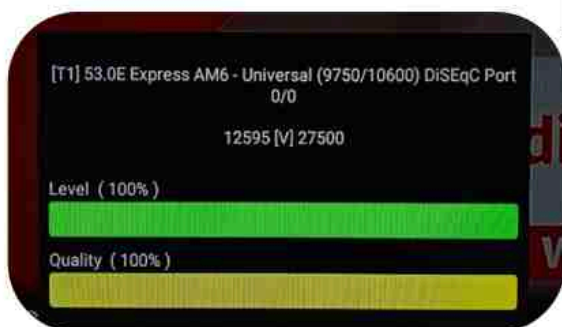 [T1] 53.0E Express AM6 - Universal (9750/10600) DiSEqC Port
0/0
12595 [V] 27500
Level ( 100% )
Quality ( 100% )